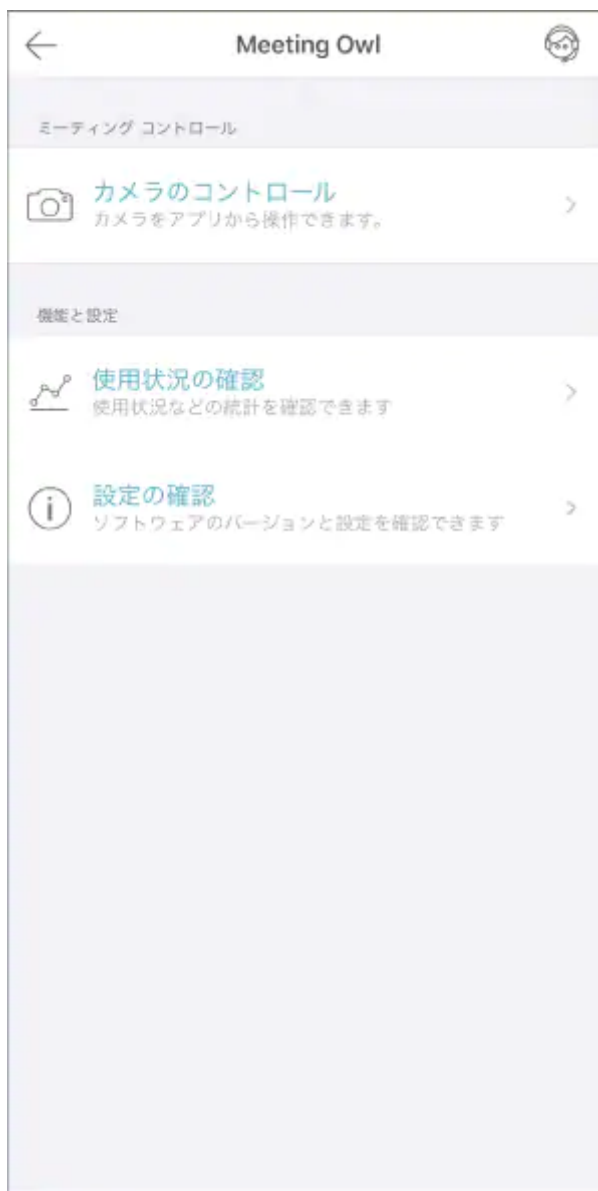 Meeting Owl
ミーティング コントロール
カメラのコントロール
カメラをアプリから操作できます。
機能と設定
使用状況の確認
使用状況などの統計を確認できます
設定の確認
ソフトウェアのバージョンと設定を確認できます